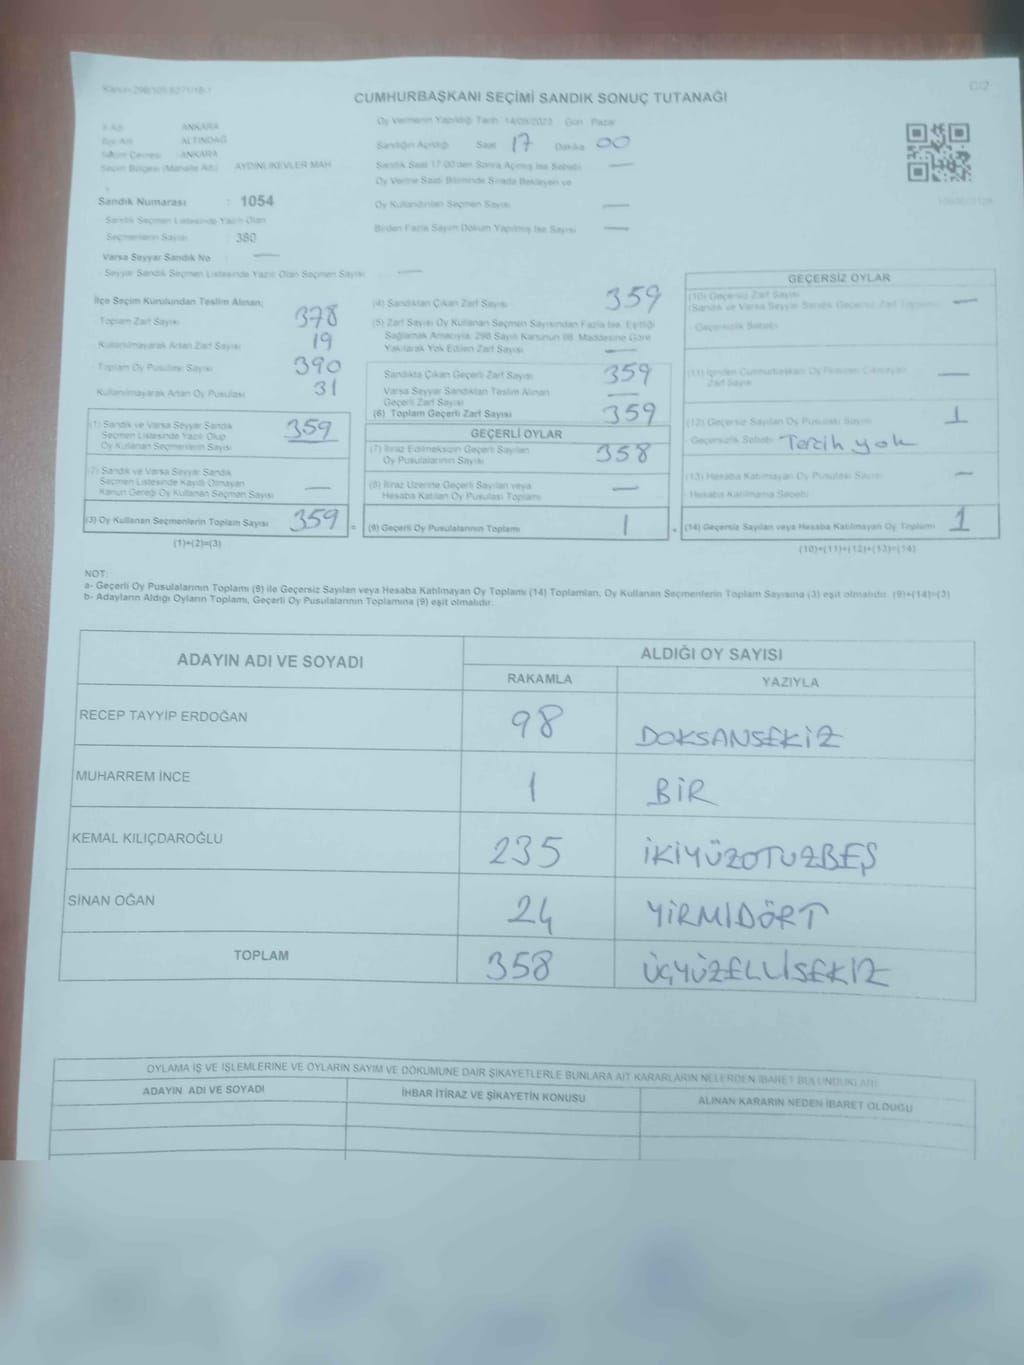 CUMHURBAŞKANI SEÇİMİ SANDIK SONUÇ TUTANAĞI
C/2
Oy Vermenin Yapıldığı Tarih 14/05/2023 Gün Pazar
İl Adı ANKARA
İlçe Adı ALTINDAĞ
Seçim Çevresi ANKARA
Seçim Bölgesi (Mahalle Adı) AYDINLIKEVLER MAH
Sandığın Açıldığı Saat 17 Dakika 00
Sandık Saat 17:00'den Sonra Açılmış İse Sebebi —
Oy Verme Saati Bitiminde Sırada Bekleyen ve
Oy Kullandırılan Seçmen Sayısı —
Birden Fazla Sayım Döküm Yapılmış İse Sayısı —
Sandık Numarası : 1054
Sandık Seçmen Listesinde Yazılı Olan
Seçmenlerin Sayısı : 380
Varsa Seyyar Sandık No —
Seyyar Sandık Seçmen Listesinde Yazılı Olan Seçmen Sayısı —
İlçe Seçim Kurulundan Teslim Alınan;
Toplam Zarf Sayısı 378
Kullanılmayarak Artan Zarf Sayısı 19
Toplam Oy Pusulası Sayısı 390
Kullanılmayarak Artan Oy Pusulası 31
(1) Sandık ve Varsa Seyyar Sandık
Seçmen Listesinde Yazılı Olup
Oy Kullanan Seçmenlerin Sayısı 359
(2) Sandık ve Varsa Seyyar Sandık
Seçmen Listesinde Kayıtlı Olmayan
Kanun Gereği Oy Kullanan Seçmen Sayısı —
(3) Oy Kullanan Seçmenlerin Toplam Sayısı 359 =
(1)+(2)=(3)
(4) Sandıktan Çıkan Zarf Sayısı 359
(5) Zarf Sayısı Oy Kullanan Seçmen Sayısından Fazla İse, Eşitliği
Sağlamak Amacıyla, 298 Sayılı Kanunun 98. Maddesine Göre
Yakılarak Yok Edilen Zarf Sayısı —
Sandıkta Çıkan Geçerli Zarf Sayısı 359
Varsa Seyyar Sandıktan Teslim Alınan
Geçerli Zarf Sayısı —
(6) Toplam Geçerli Zarf Sayısı 359
GEÇERLİ OYLAR
(7) İtiraz Edilmeksizin Geçerli Sayılan
Oy Pusulalarının Sayısı 358
(8) İtiraz Üzerine Geçerli Sayılan veya
Hesaba Katılan Oy Pusulası Toplamı —
(9) Geçerli Oy Pusulalarının Toplamı 1 +
GEÇERSİZ OYLAR
(10) Geçersiz Zarf Sayısı
(Sandık ve Varsa Seyyar Sandık Geçersiz Zarf Toplamı) —
Geçersizlik Sebebi
(11) İçinden Cumhurbaşkanı Oy Pusulası Çıkmayan
Zarf Sayısı —
(12) Geçersiz Sayılan Oy Pusulası Sayısı 1
Geçersizlik Sebebi Tercih yok
(13) Hesaba Katılmayan Oy Pusulası Sayısı —
Hesaba Katılmama Sebebi
(14) Geçersiz Sayılan veya Hesaba Katılmayan Oy Toplamı 1
(10)+(11)+(12)+(13)=(14)
NOT:
a- Geçerli Oy Pusulalarının Toplamı (9) ile Geçersiz Sayılan veya Hesaba Katılmayan Oy Toplamı (14) Toplamları, Oy Kullanan Seçmenlerin Toplam Sayısına (3) eşit olmalıdır. (9)+(14)=(3)
b- Adayların Aldığı Oyların Toplamı, Geçerli Oy Pusulalarının Toplamına (9) eşit olmalıdır.
ADAYIN ADI VE SOYADI ALDIĞI OY SAYISI
RAKAMLA YAZIYLA
RECEP TAYYİP ERDOĞAN 98 DOKSANSEKİZ
MUHARREM İNCE 1 BİR
KEMAL KILIÇDAROĞLU 235 İKİYÜZOTUZBEŞ
SİNAN OĞAN 24 YİRMİDÖRT
TOPLAM 358 ÜÇYÜZELLİSEKİZ
OYLAMA İŞ VE İŞLEMLERİNE VE OYLARIN SAYIM VE DÖKÜMÜNE DAİR ŞİKAYETLERLE BUNLARA AİT KARARLARIN NELERDEN İBARET BULUNDUKLARI
ADAYIN ADI VE SOYADI İHBAR İTİRAZ VE ŞİKAYETİN KONUSU ALINAN KARARIN NEDEN İBARET OLDUĞU